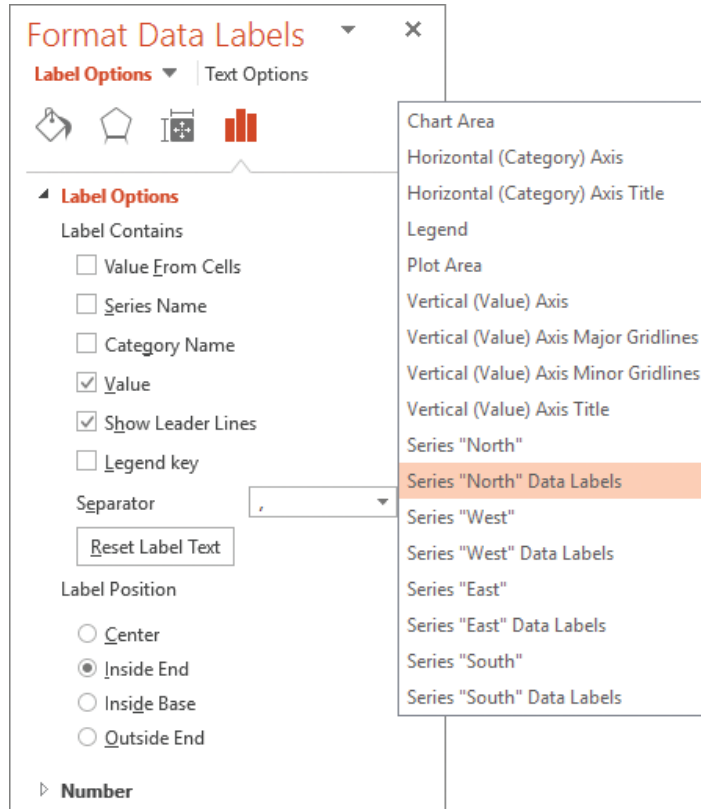 Format Data Labels
Label Options
Text Options
Label Options
Label Contains
Value From Cells
Series Name
Category Name
Value
Show Leader Lines
Legend key
Separator
,
Reset Label Text
Label Position
Center
Inside End
Inside Base
Outside End
Number
Chart Area
Horizontal (Category) Axis
Horizontal (Category) Axis Title
Legend
Plot Area
Vertical (Value) Axis
Vertical (Value) Axis Major Gridlines
Vertical (Value) Axis Minor Gridlines
Vertical (Value) Axis Title
Series "North"
Series "North" Data Labels
Series "West"
Series "West" Data Labels
Series "East"
Series "East" Data Labels
Series "South"
Series "South" Data Labels